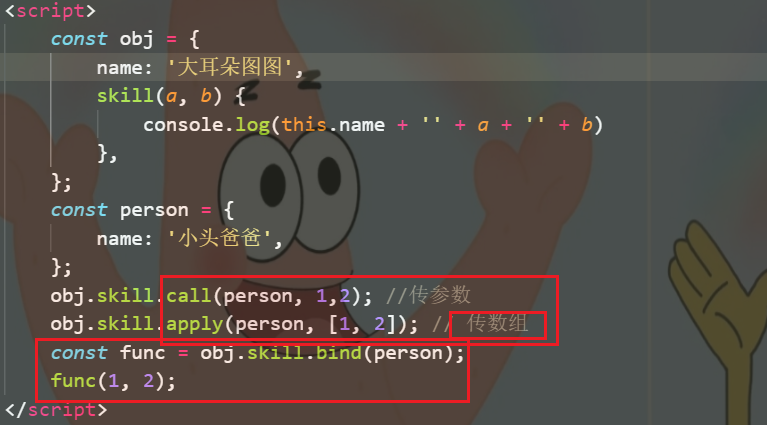 <script>
const obj = {
name: '大耳朵图图',
skill(a, b) {
console.log(this.name + '' + a + '' + b)
},
};
const person = {
name: '小头爸爸',
};
obj.skill.call(person, 1,2); //传参数
obj.skill.apply(person, [1, 2]); // 传数组
const func = obj.skill.bind(person);
func(1, 2);
</script>